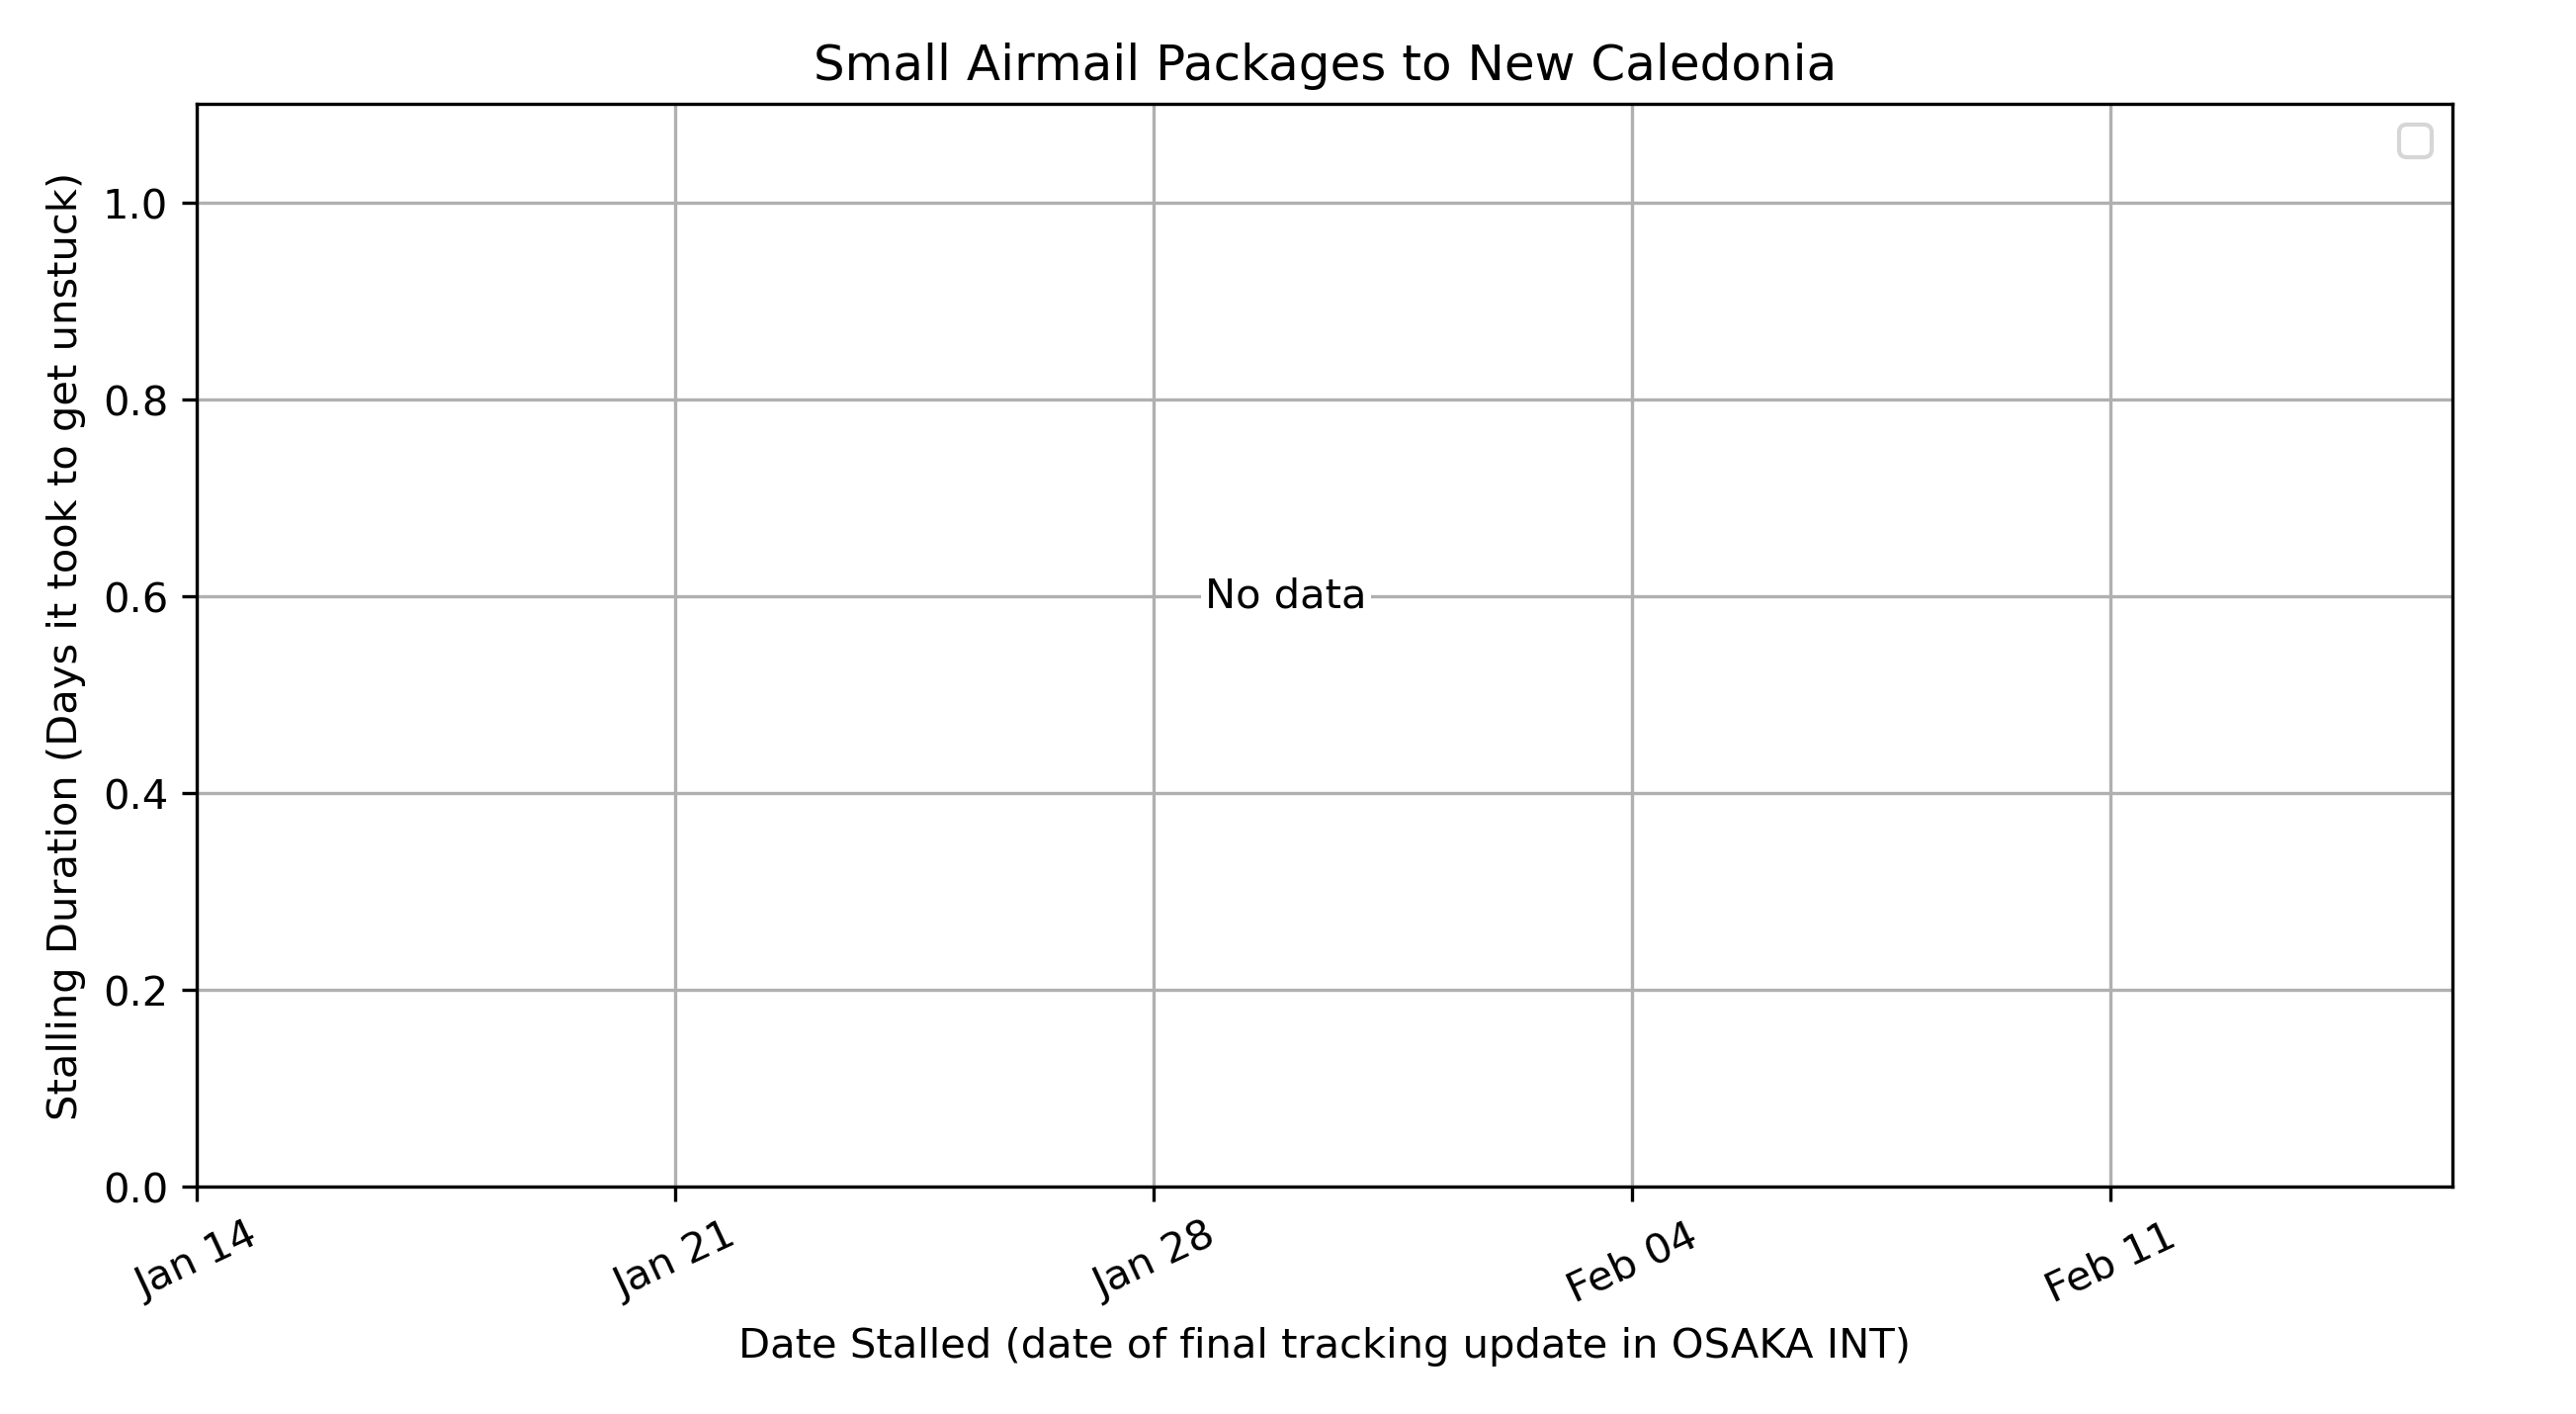 Small Airmail Packages to New Caledonia
Stalling Duration (Days it took to get unstuck)
1.0
0.8
0.6
0.4
0.2
0.0
No data
Jan 14
Jan 21
Jan 28
Feb 04
Feb 11
Date Stalled (date of final tracking update in OSAKA INT)